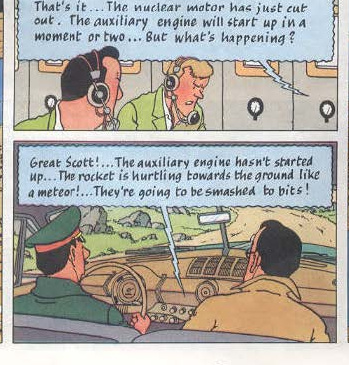 That's it... The nuclear motor has just cut
out. The auxiliary engine will start up in a
moment or two... But what's happening?
Great Scott!...The auxiliary engine hasn't started
up... The rocket is hurtling towards the ground like
a meteor!...They're going to be smashed to bits!